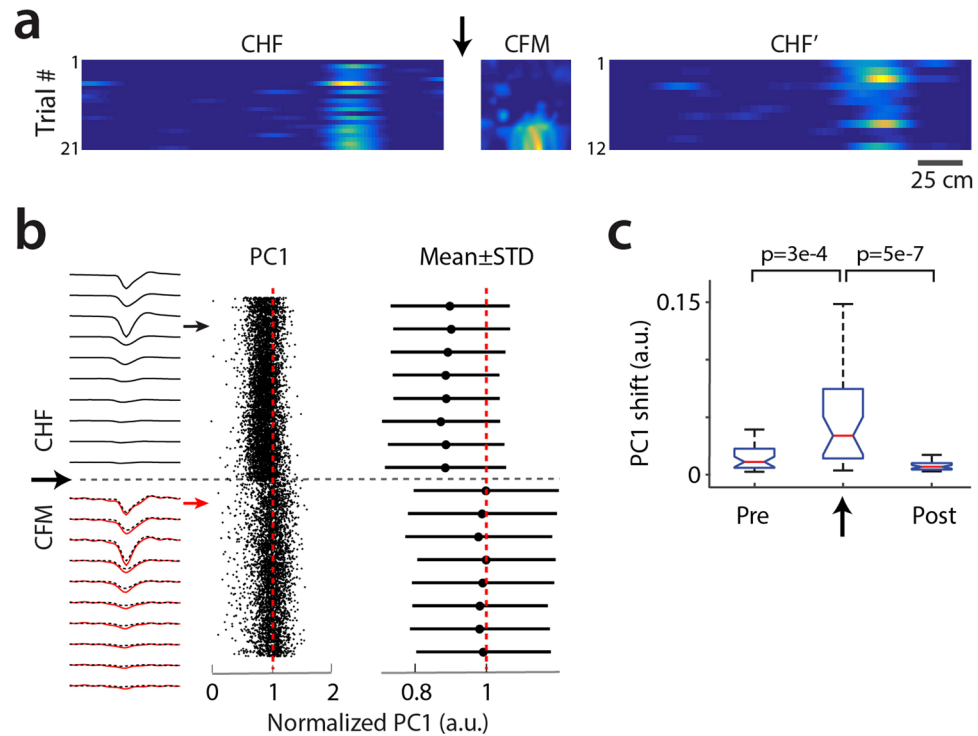 a
CHF
CFM
CHF’
Trial #
1
21
1
12
25 cm
b
PC1
Mean±STD
CHF
CFM
0 1 2
0.8 1
Normalized PC1 (a.u.)
c
p=3e-4 p=5e-7
PC1 shift (a.u.)
0.15
0
Pre Post